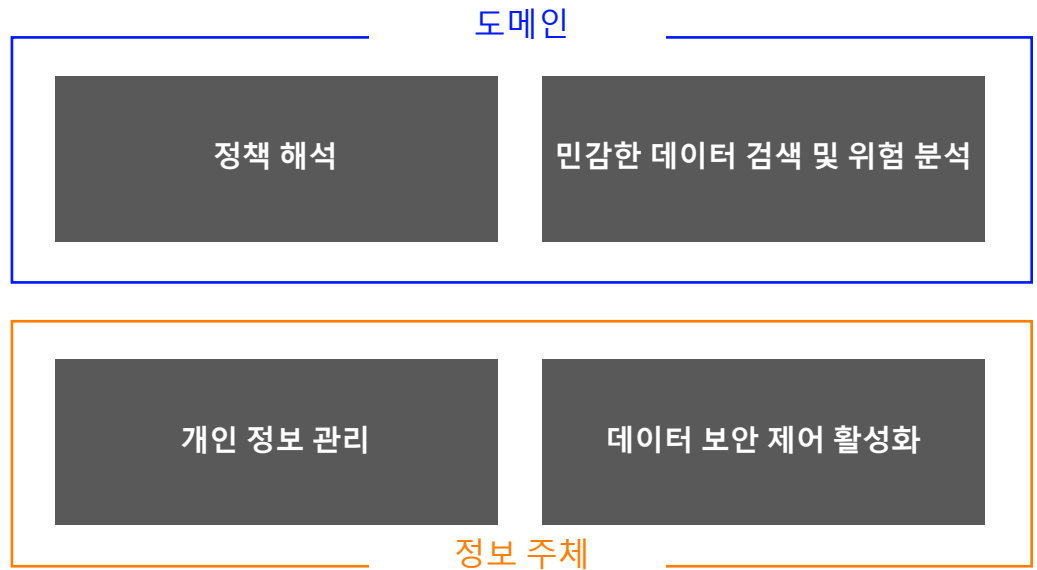 도메인
정책 해석
민감한 데이터 검색 및 위험 분석
개인 정보 관리
데이터 보안 제어 활성화
정보 주체